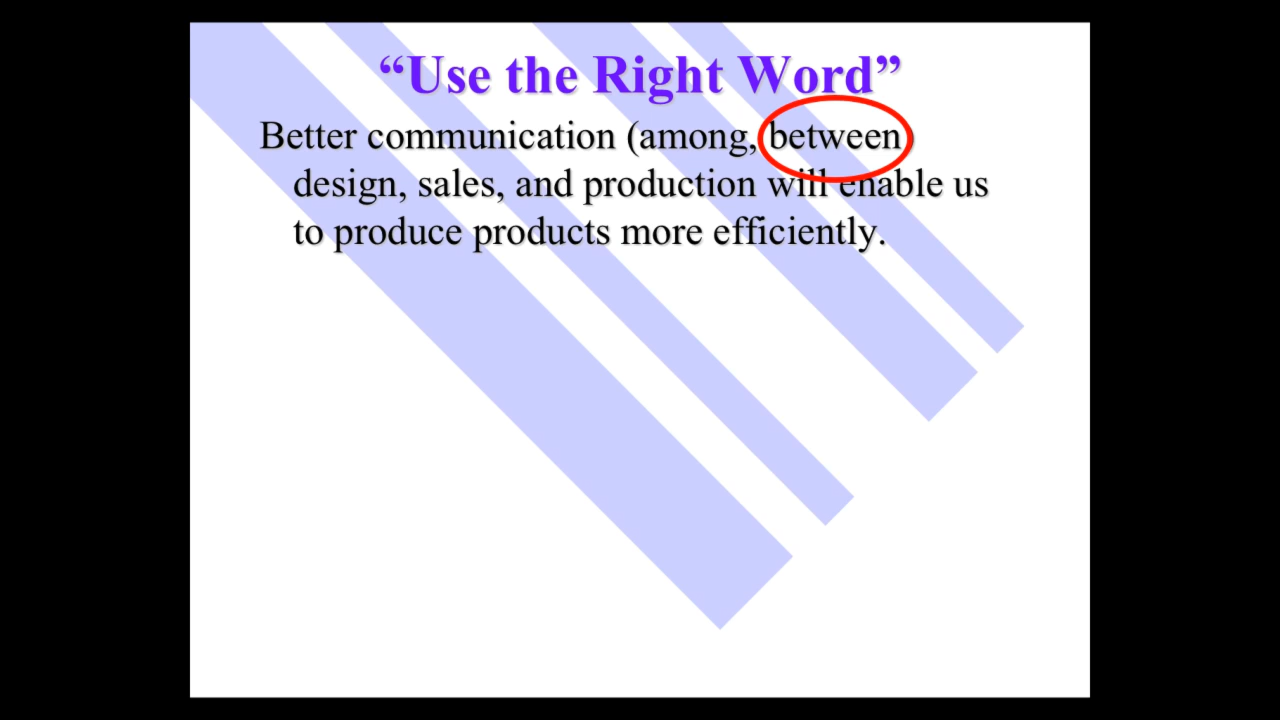 “Use the Right Word”
Better communication (among, between)
design, sales, and production will enable us
to produce products more efficiently.